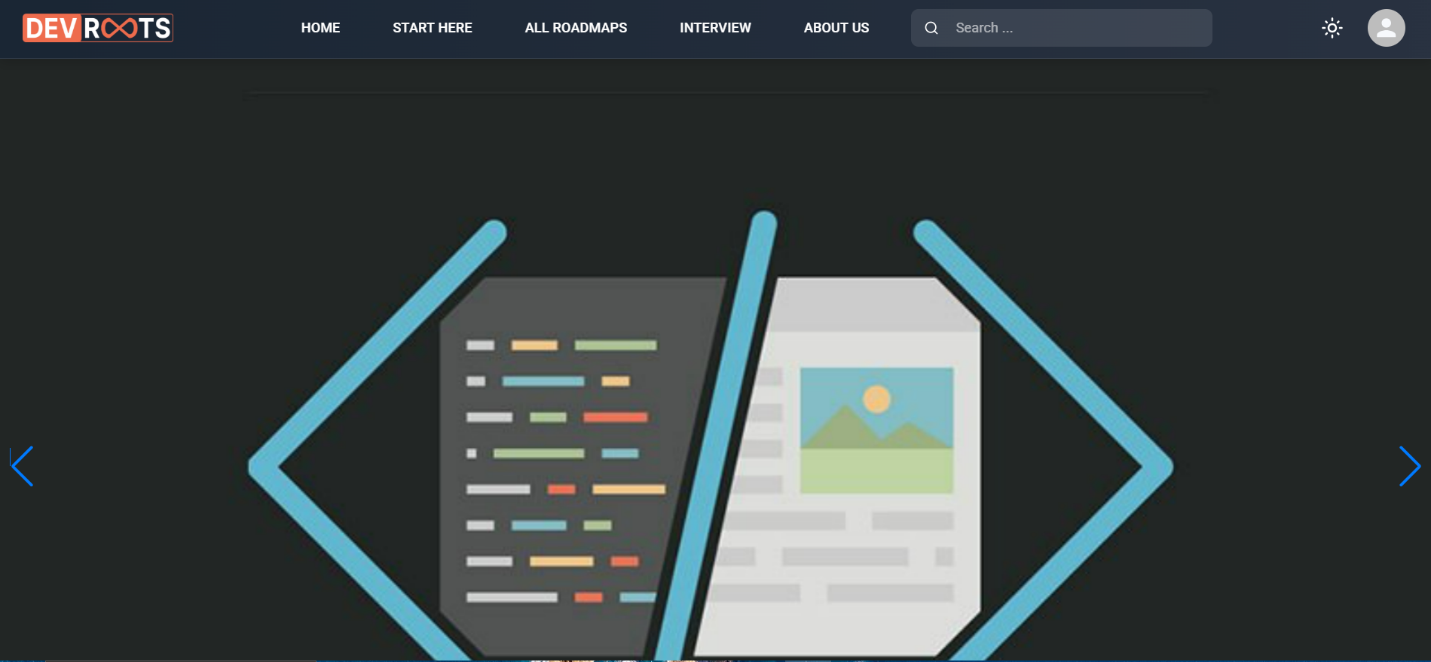 DEVROOTS
HOME START HERE ALL ROADMAPS INTERVIEW ABOUT US Search ...